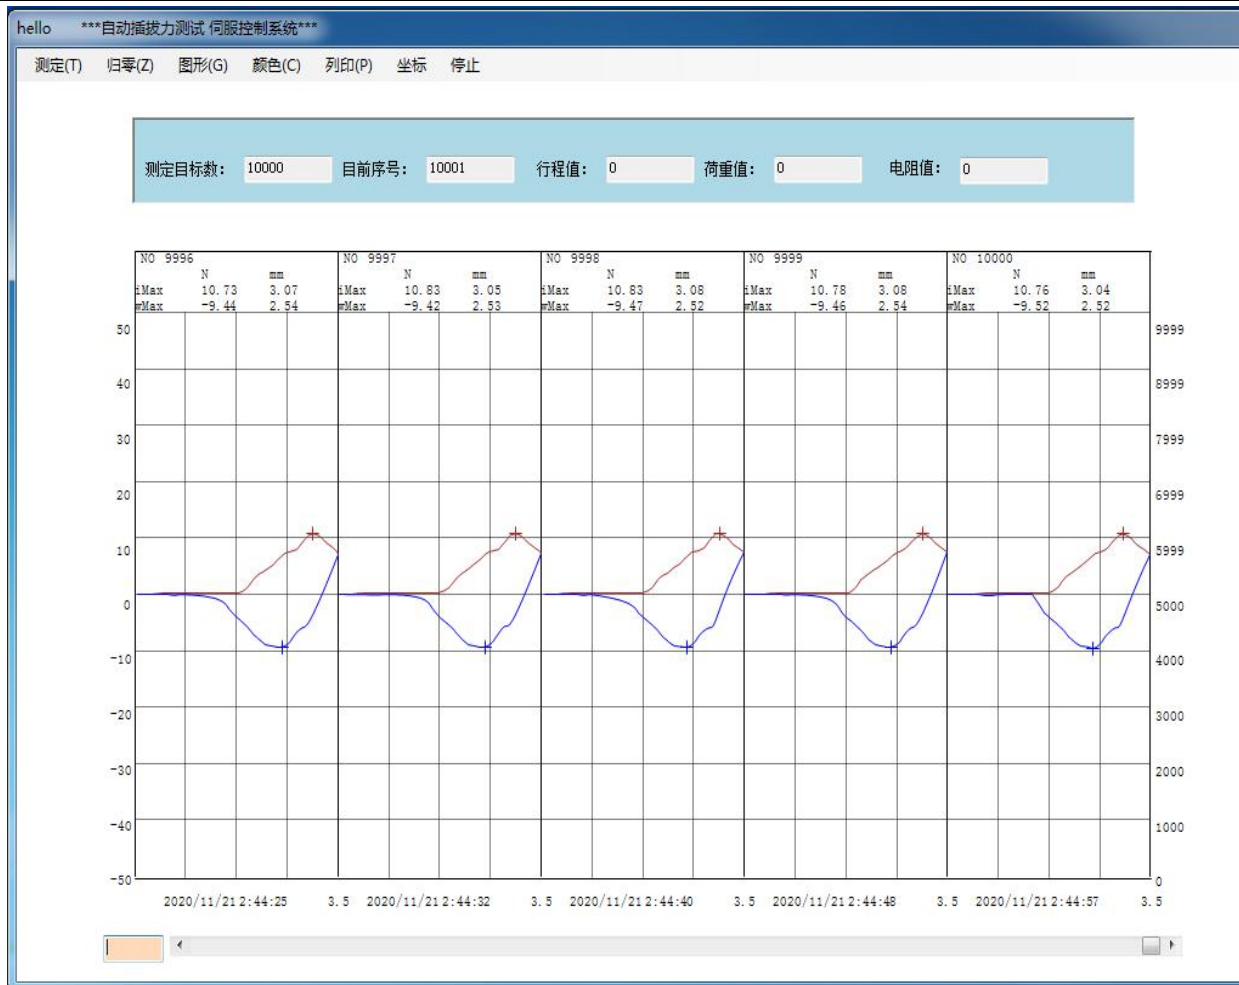 hello ***自动插拔力测试 伺服控制系统***
测定(T) 归零(Z) 图形(G) 颜色(C) 列印(P) 坐标 停止
测定目标数： 10000 目前序号： 10001 行程值： 0 荷重值： 0 电阻值： 0
NO 9996 NO 9997 NO 9998 NO 9999 NO 10000
N mm N mm N mm N mm N mm
iMax 10.73 3.07 iMax 10.83 3.05 iMax 10.83 3.08 iMax 10.78 3.08 iMax 10.76 3.04
wMax -9.44 2.54 wMax -9.42 2.53 wMax -9.47 2.52 wMax -9.46 2.54 wMax -9.52 2.52
50 9999
40 8999
30 7999
20 6999
10 5999
0 5000
-10 4000
-20 3000
-30 2000
-40 1000
-50 0
2020/11/21 2:44:25 3.5 2020/11/21 2:44:32 3.5 2020/11/21 2:44:40 3.5 2020/11/21 2:44:48 3.5 2020/11/21 2:44:57 3.5